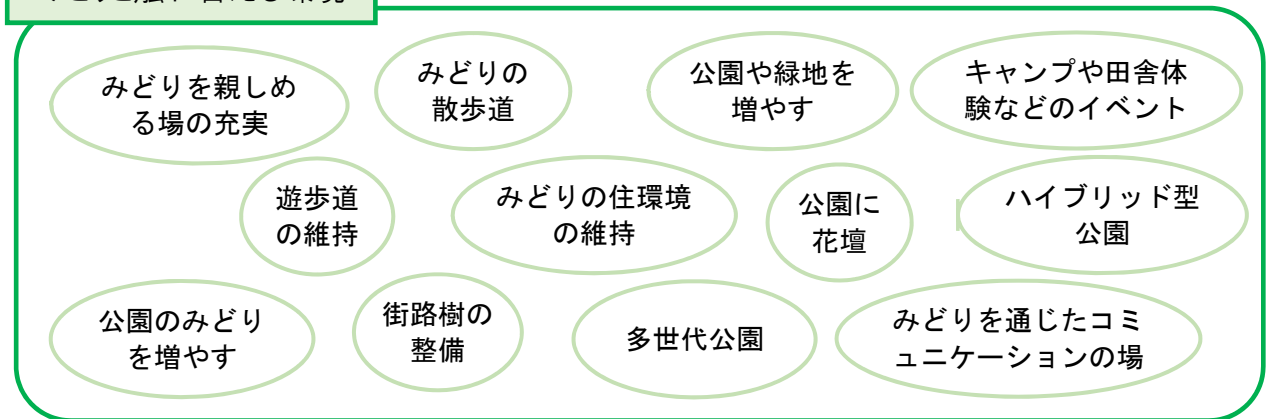 みどりを親しめ
る場の充実
みどりの
散歩道
公園や緑地を
増やす
キャンプや田舎体
験などのイベント
遊歩道
の維持
みどりの住環境
の維持
公園に
花壇
ハイブリッド型
公園
公園のみどり
を増やす
街路樹の
整備
多世代公園
みどりを通じたコミ
ュニケーションの場